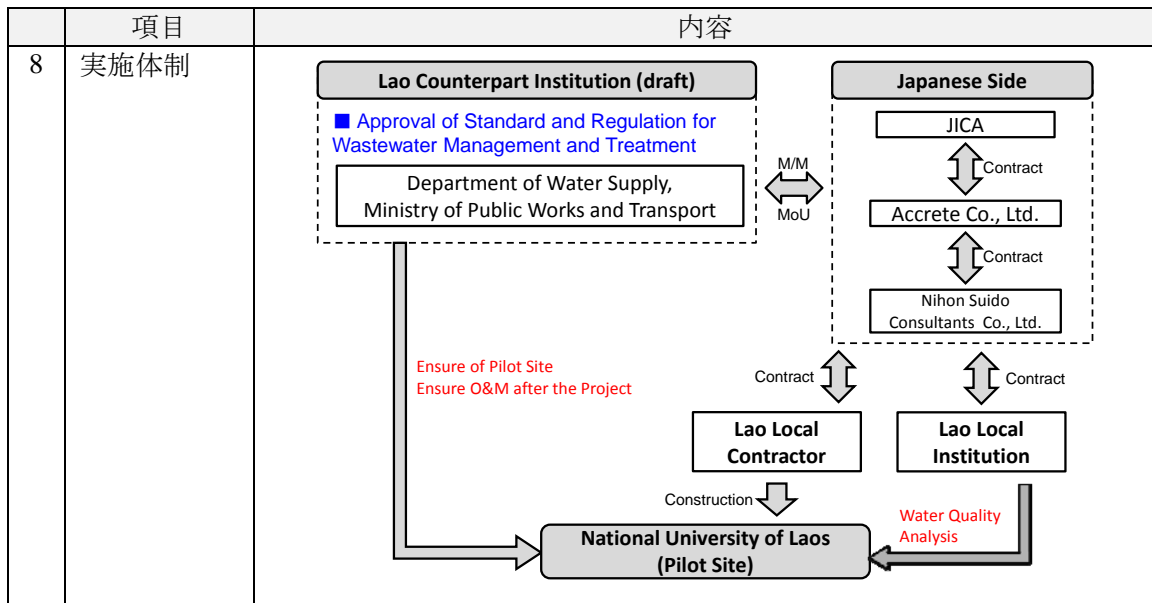 項目
内容
8
実施体制
Lao Counterpart Institution (draft)
■ Approval of Standard and Regulation for
Wastewater Management and Treatment
Department of Water Supply,
Ministry of Public Works and Transport
M/M
MoU
Japanese Side
JICA
Contract
Accrete Co., Ltd.
Contract
Nihon Suido
Consultants Co., Ltd.
Ensure of Pilot Site
Ensure O&M after the Project
Contract
Contract
Lao Local
Contractor
Lao Local
Institution
Construction
Water Quality
Analysis
National University of Laos
(Pilot Site)